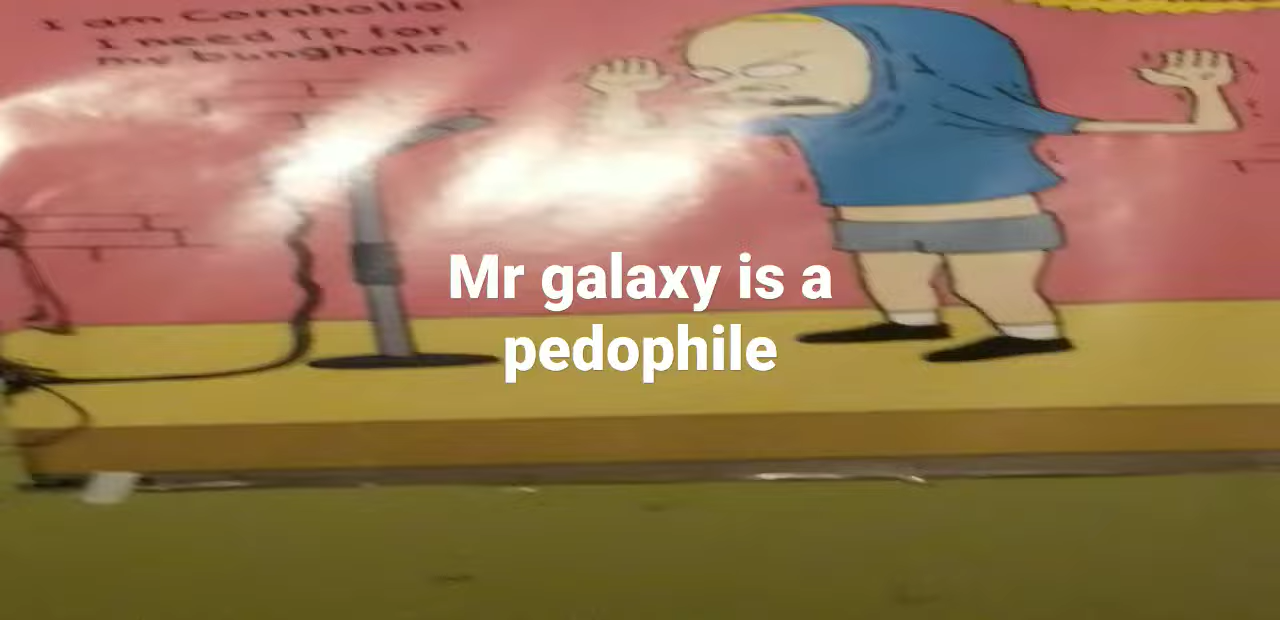 I am Cornholio!
I need TP for
my bunghole!
Mr galaxy is a
pedophile